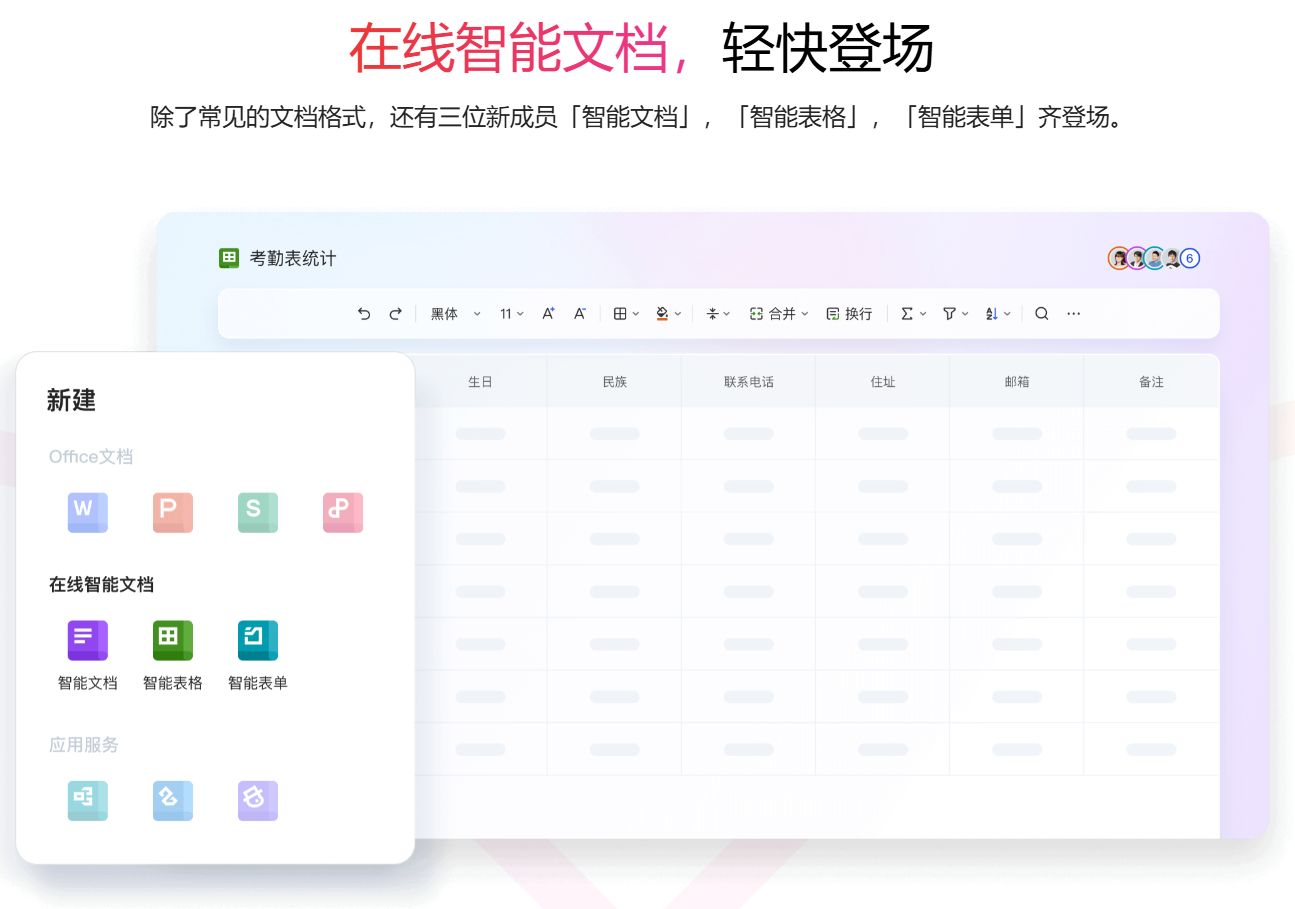 在线智能文档，轻快登场
除了常见的文档格式，还有三位新成员「智能文档」，「智能表格」，「智能表单」齐登场。
考勤表统计
6
黑体 11 A+ A- 合并 换行
生日 民族 联系电话 住址 邮箱 备注
新建
Office文档
W P S P
在线智能文档
智能文档 智能表格 智能表单
应用服务